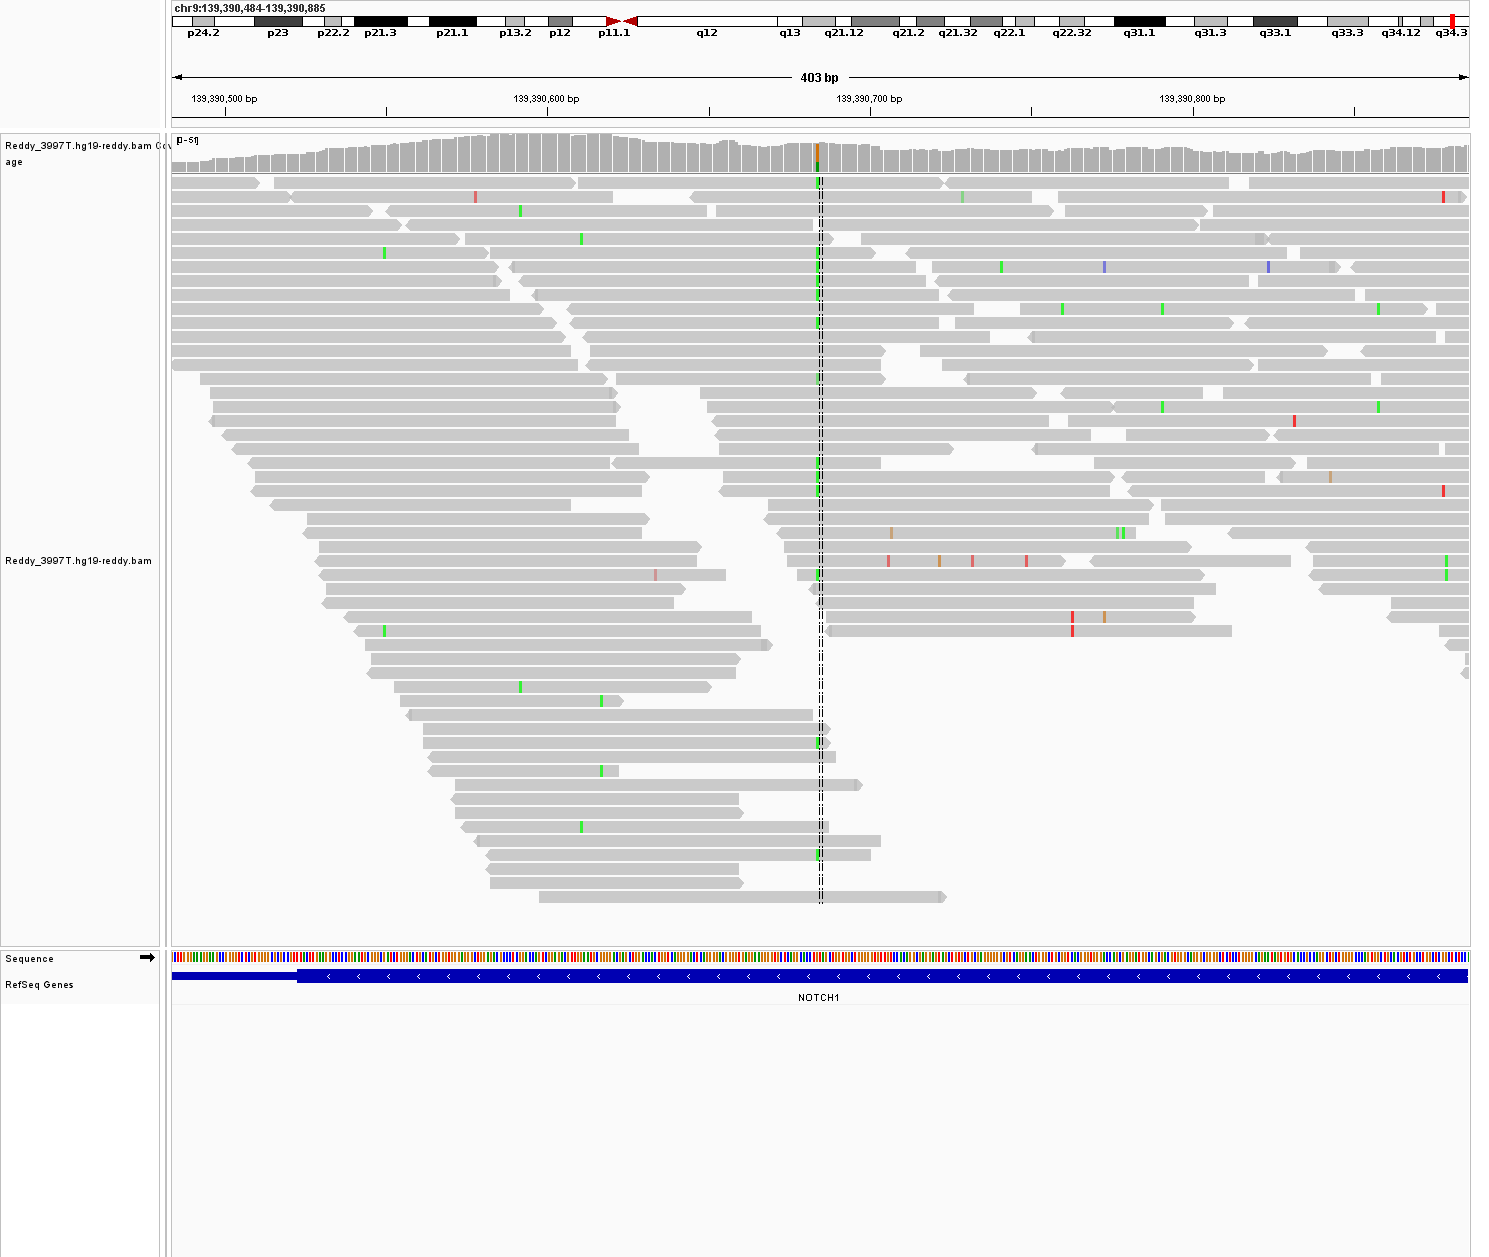 chr9:139,390,484-139,390,885
p24.2 p23 p22.2 p21.3 p21.1 p13.2 p12 p11.1 q12 q13 q21.12 q21.2 q21.32 q22.1 q22.32 q31.1 q31.3 q33.1 q33.3 q34.12 q34.3
403 bp
139,390,500 bp 139,390,600 bp 139,390,700 bp 139,390,800 bp
Reddy_3997T.hg19-reddy.bam Cov
age
[0-51]
Reddy_3997T.hg19-reddy.bam
Sequence
RefSeq Genes
NOTCH1